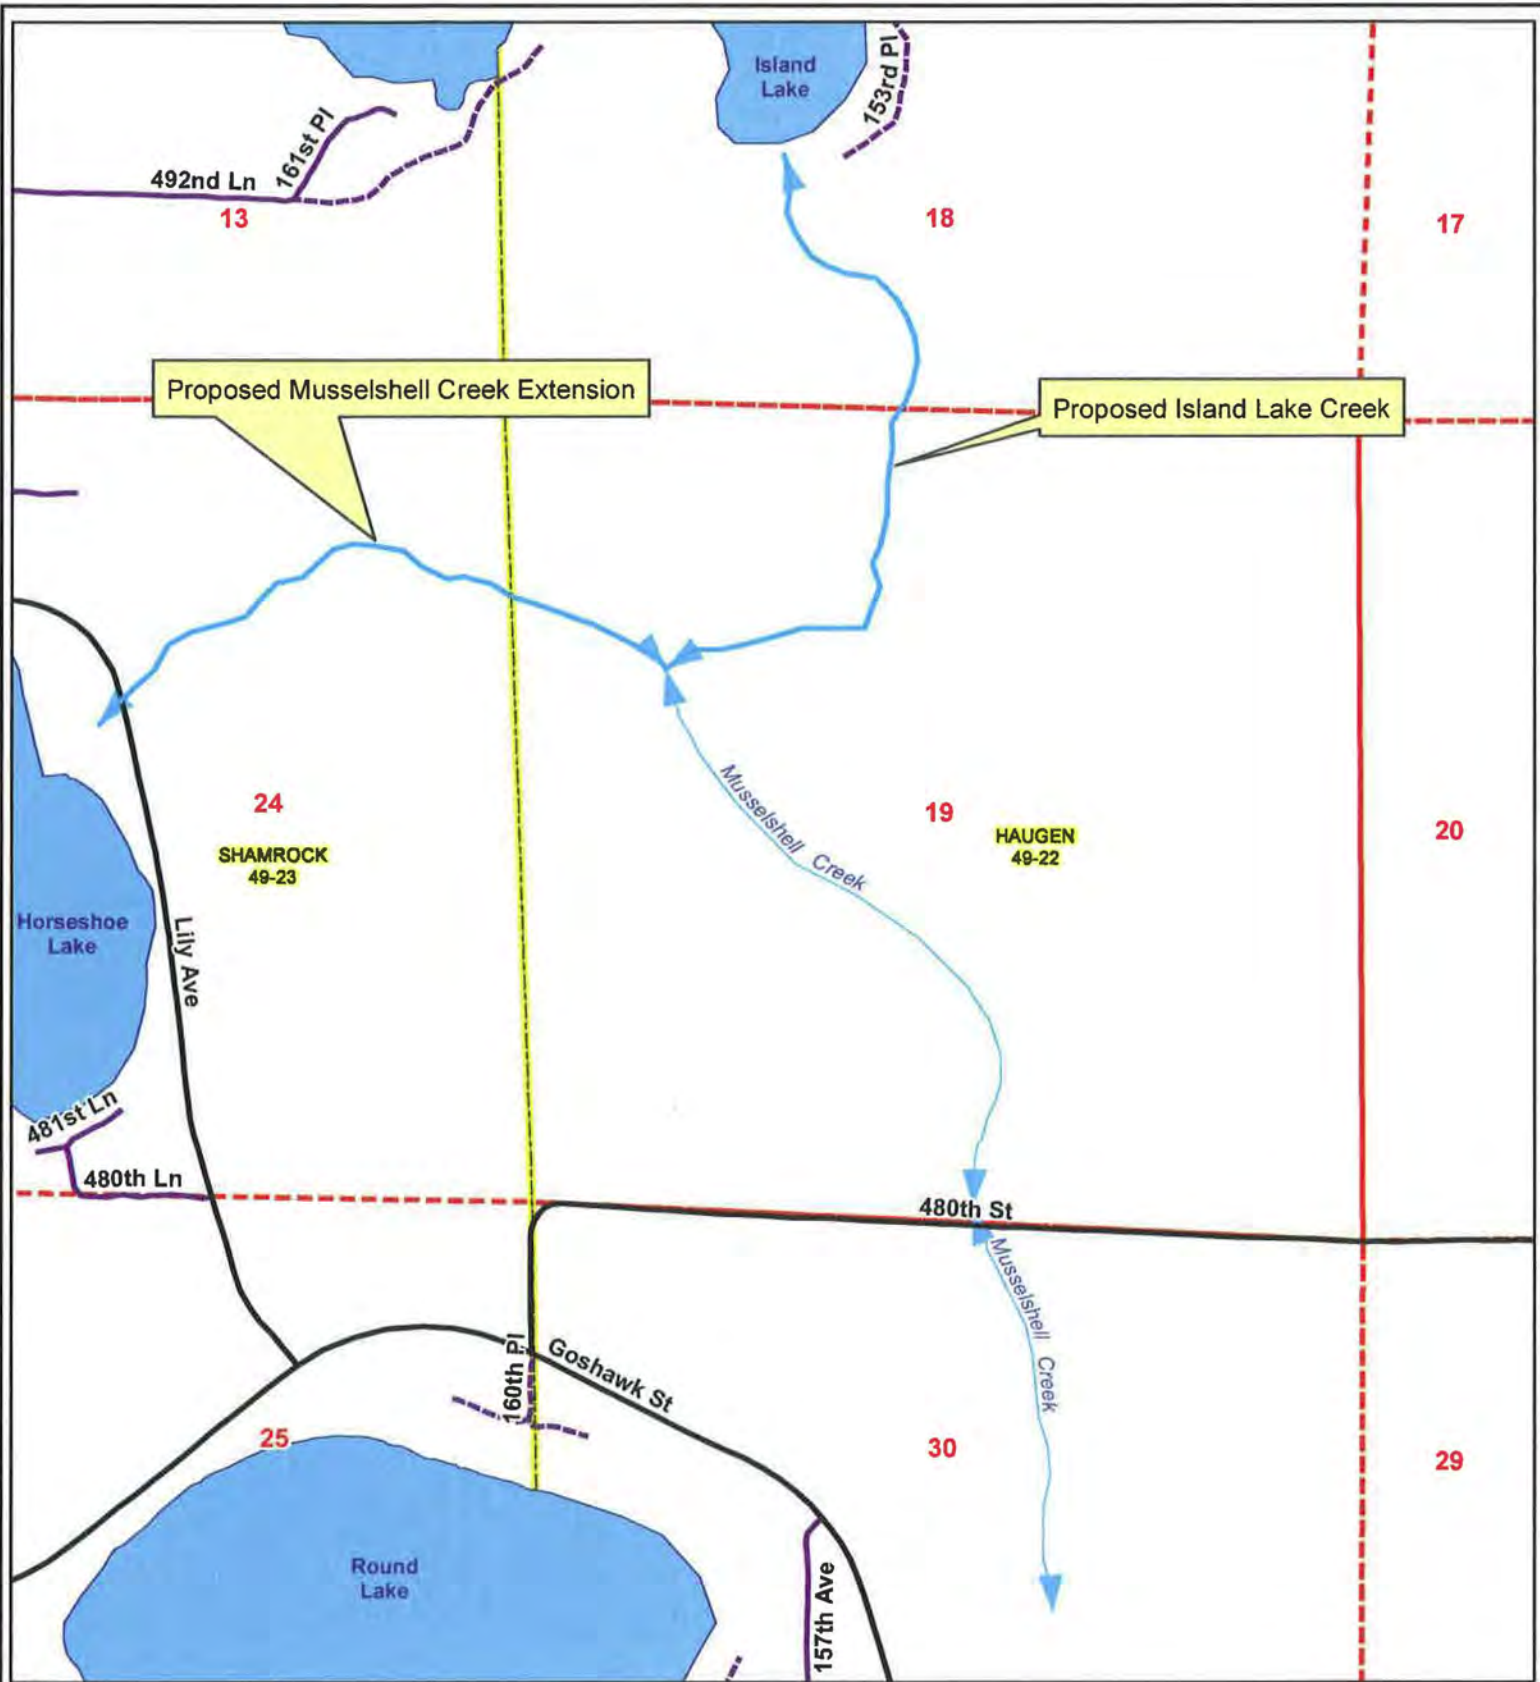 Island
Lake
153rd Pl
161st Pl
492nd Ln
13
18
17
Proposed Musselshell Creek Extension
Proposed Island Lake Creek
Musselshell Creek
24
SHAMROCK
49-23
19
HAUGEN
49-22
20
Horseshoe
Lake
Lily Ave
481st Ln
480th Ln
480th St
Musselshell Creek
160th Pl
Goshawk St
25
30
29
Round
Lake
157th Ave